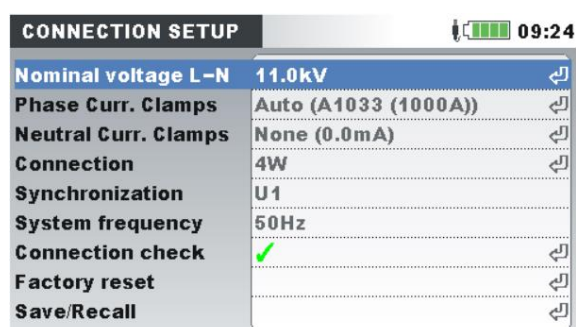 CONNECTION SETUP 09:24
Nominal voltage L-N 11.0kV
Phase Curr. Clamps Auto (A1033 (1000A))
Neutral Curr. Clamps None (0.0mA)
Connection 4W
Synchronization U1
System frequency 50Hz
Connection check ✓
Factory reset
Save/Recall